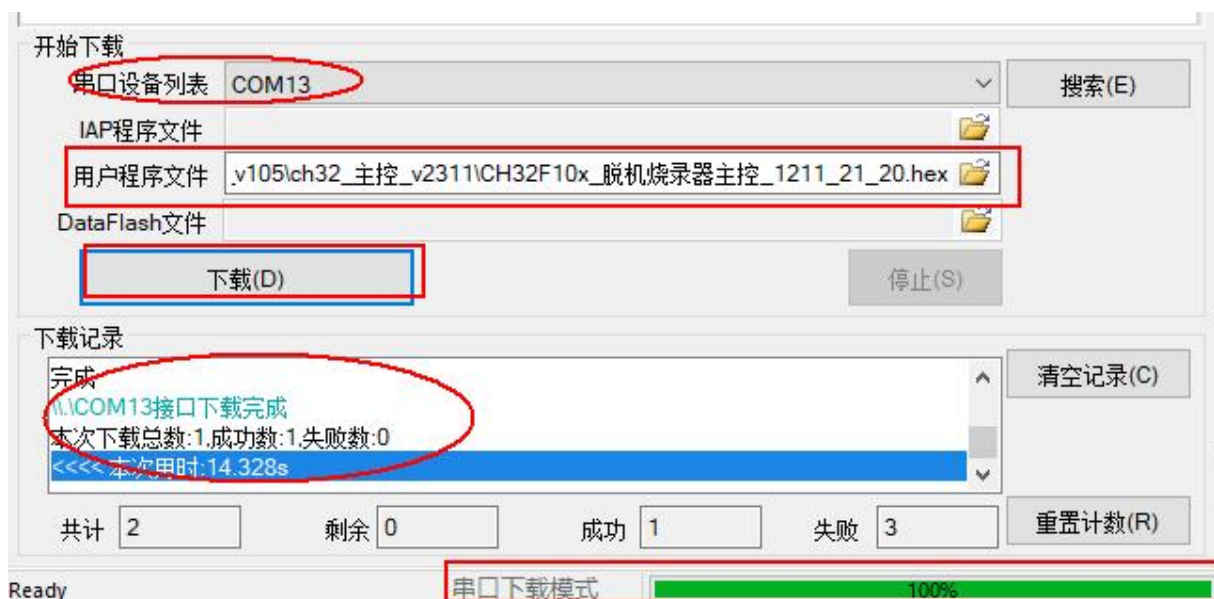 开始下载
串口设备列表 COM13 搜索(E)
IAP程序文件
用户程序文件 _v105\ch32_主控_v2311\CH32F10x_脱机烧录器主控_1211_21_20.hex
DataFlash文件
下载(D) 停止(S)
下载记录
完成 清空记录(C)
\\.\COM13接口下载完成
本次下载总数:1,成功数:1,失败数:0
<<<< 本次用时:14.328s
共计 2 剩余 0 成功 1 失败 3 重置计数(R)
Ready 串口下载模式 100%